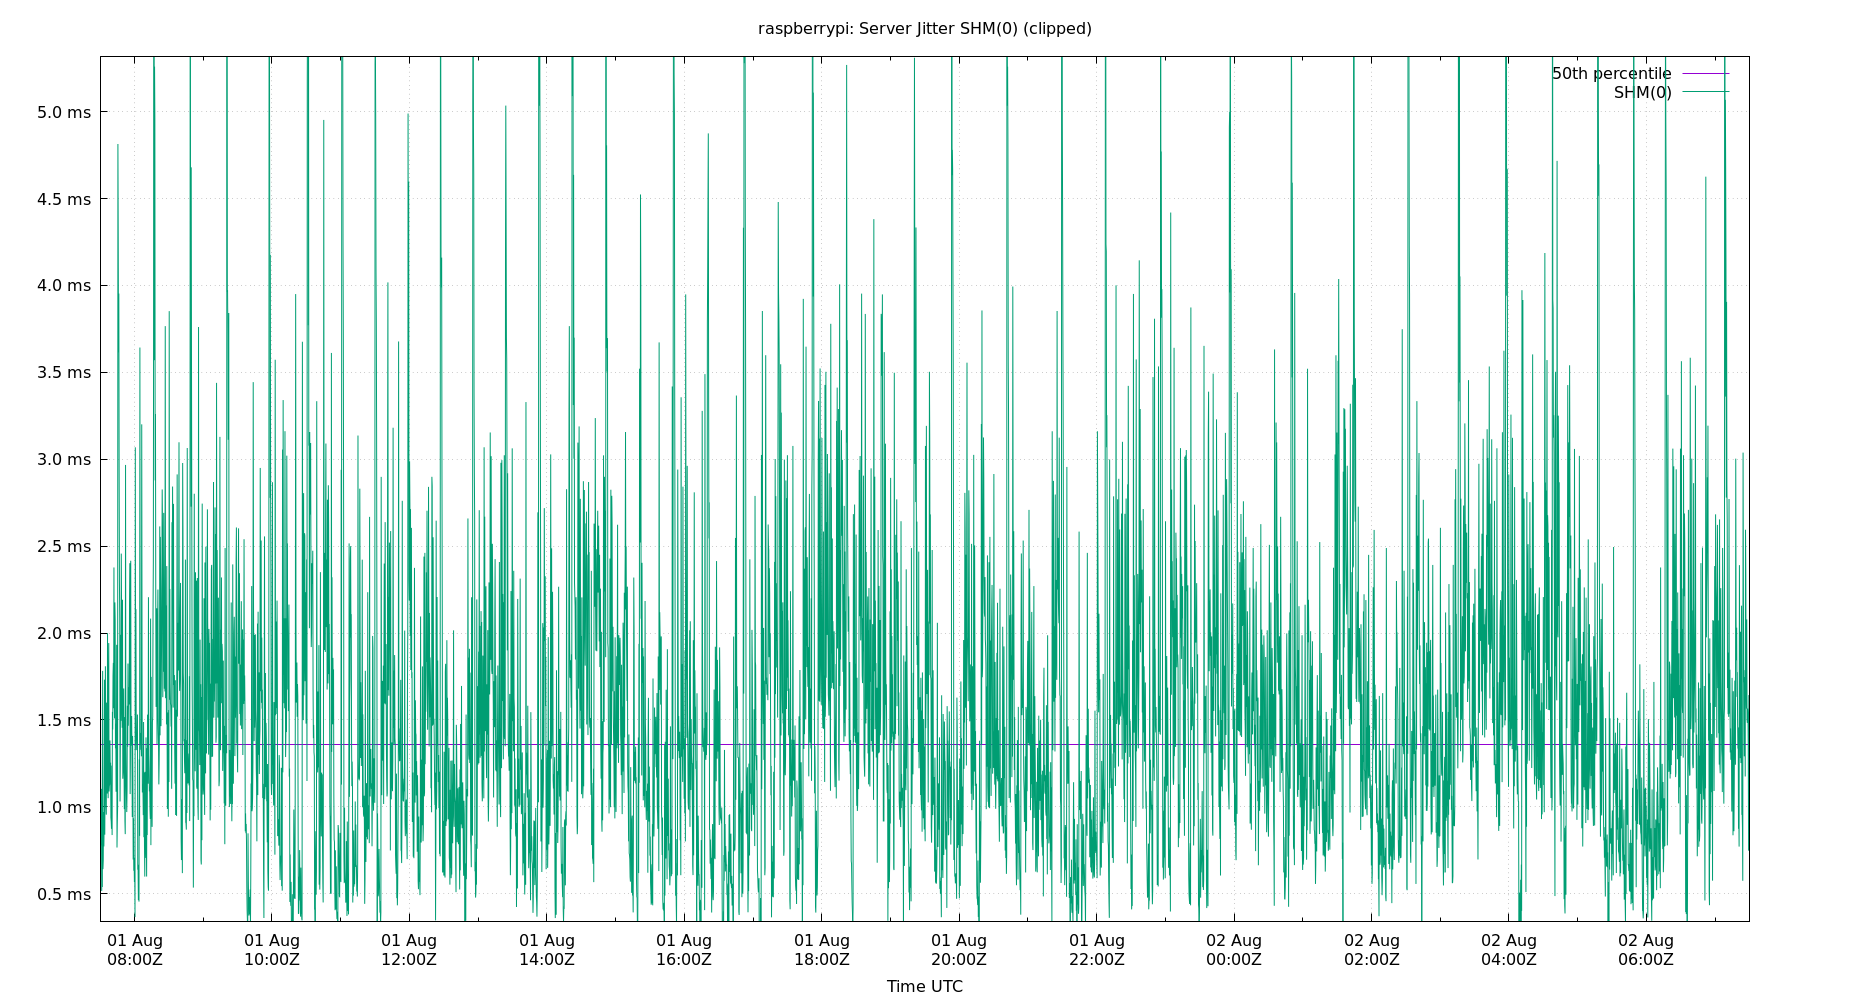 raspberrypi: Server Jitter SHM(0) (clipped)
50th percentile
SHM(0)
5.0 ms
4.5 ms
4.0 ms
3.5 ms
3.0 ms
2.5 ms
2.0 ms
1.5 ms
1.0 ms
0.5 ms
01 Aug 01 Aug 01 Aug 01 Aug 01 Aug 01 Aug 01 Aug 01 Aug 02 Aug 02 Aug 02 Aug 02 Aug
08:00Z 10:00Z 12:00Z 14:00Z 16:00Z 18:00Z 20:00Z 22:00Z 00:00Z 02:00Z 04:00Z 06:00Z
Time UTC